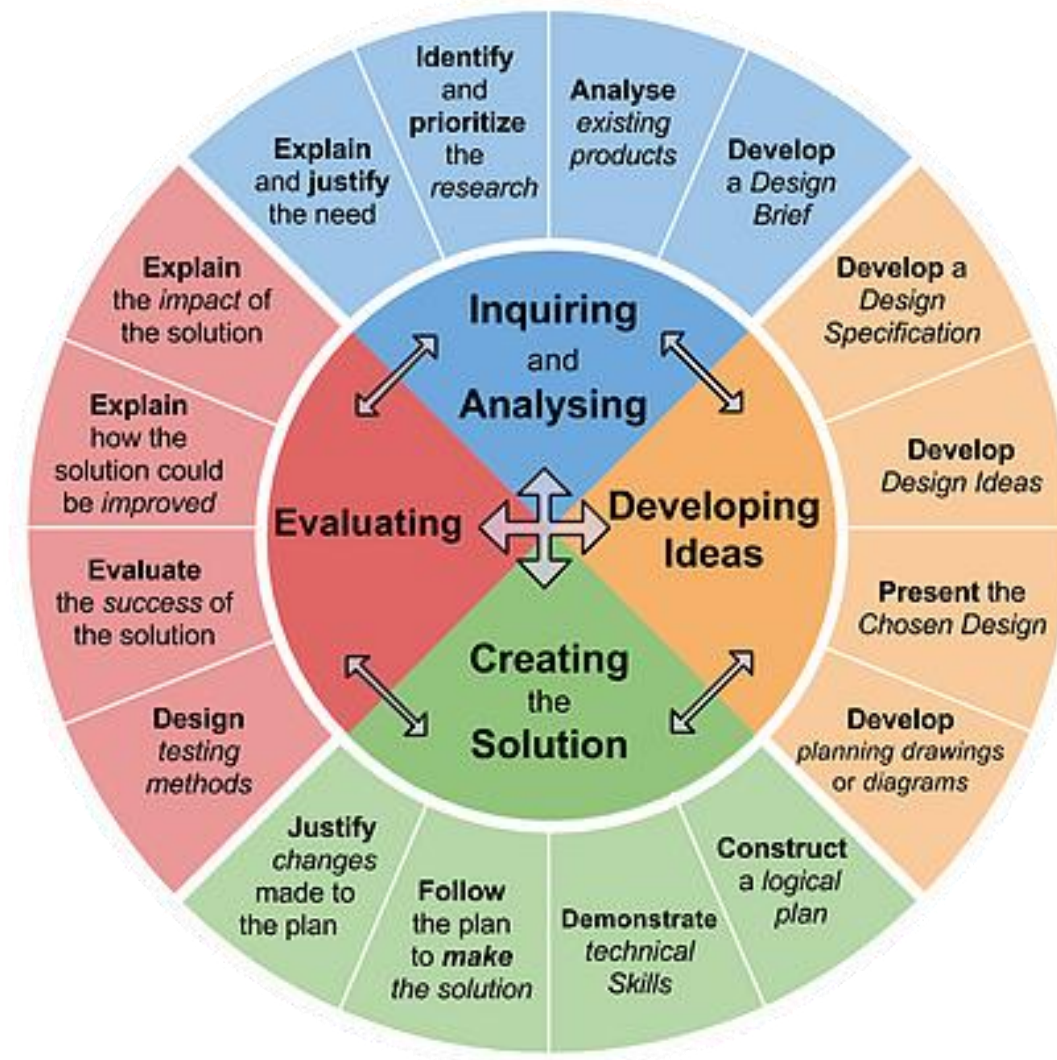 Explain
and justify
the need
Identify
and
prioritize
the
research
Analyse
existing
products
Develop
a Design
Brief
Develop a
Design
Specification
Develop
Design Ideas
Present the
Chosen Design
Develop
planning drawings
or diagrams
Construct
a logical
plan
Demonstrate
technical
Skills
Follow
the plan
to make
the solution
Justify
changes
made to
the plan
Design
testing
methods
Evaluate
the success of
the solution
Explain
how the
solution could
be improved
Explain
the impact of
the solution
Inquiring
and
Analysing
Developing
Ideas
Creating
the
Solution
Evaluating